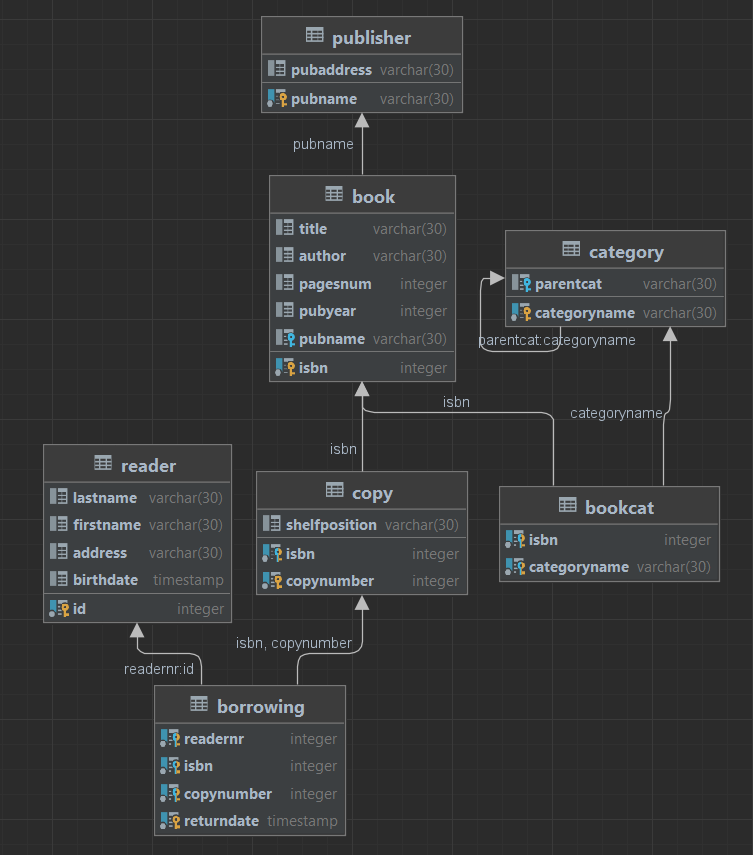 publisher
pubaddress varchar(30)
pubname varchar(30)
pubname
book
title varchar(30)
author varchar(30)
pagesnum integer
pubyear integer
pubname varchar(30)
isbn integer
category
parentcat varchar(30)
categoryname varchar(30)
parentcat:categoryname
isbn
categoryname
isbn
reader
lastname varchar(30)
firstname varchar(30)
address varchar(30)
birthdate timestamp
id integer
copy
shelfposition varchar(30)
isbn integer
copynumber integer
bookcat
isbn integer
categoryname varchar(30)
isbn, copynumber
readernr:id
borrowing
readernr integer
isbn integer
copynumber integer
returndate timestamp